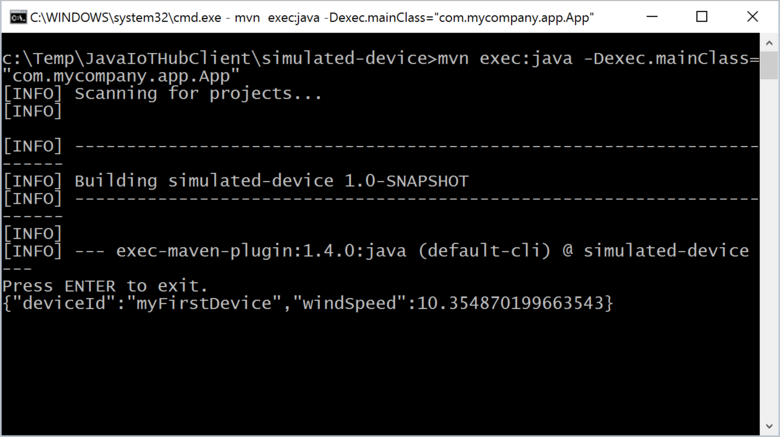 C:\WINDOWS\system32\cmd.exe - mvn  exec:java -Dexec.mainClass="com.mycompany.app.App"
c:\Temp\JavaIoTHubClient\simulated-device>mvn exec:java -Dexec.mainClass=
"com.mycompany.app.App"
[INFO] Scanning for projects...
[INFO]
[INFO] ------------------------------------------------------------------
------
[INFO] Building simulated-device 1.0-SNAPSHOT
[INFO] ------------------------------------------------------------------
------
[INFO]
[INFO] --- exec-maven-plugin:1.4.0:java (default-cli) @ simulated-device
---
Press ENTER to exit.
{"deviceId":"myFirstDevice","windSpeed":10.354870199663543}